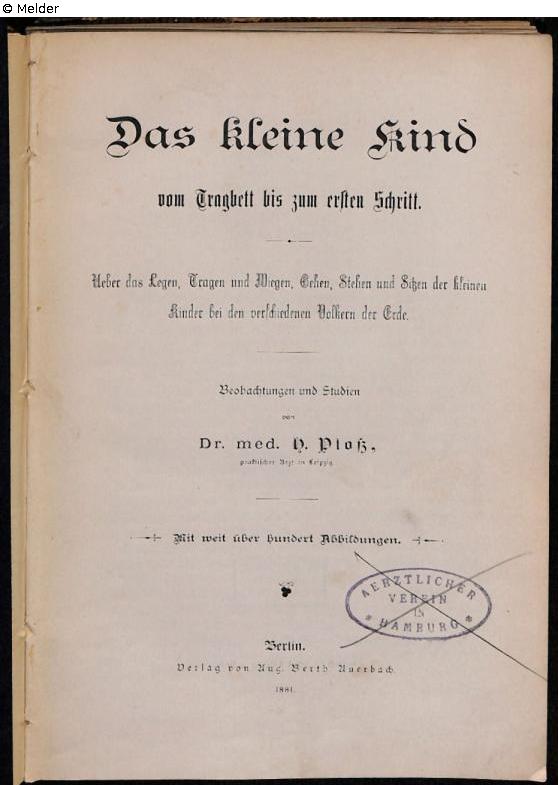 © Melder
Das kleine Kind
vom Tragbett bis zum ersten Schritt.
Ueber das Legen, Tragen und Wiegen, Gehen, Stehen und Sitzen der kleinen
Kinder bei den verschiedenen Völkern der Erde.
Beobachtungen und Studien
von
Dr. med. H. Ploß,
praktischer Arzt in Leipzig.
Mit weit über hundert Abbildungen.
AERZTLICHER
VEREIN
IN
* HAMBURG *
Berlin.
Verlag von Aug. Berth. Auerbach.
1881.